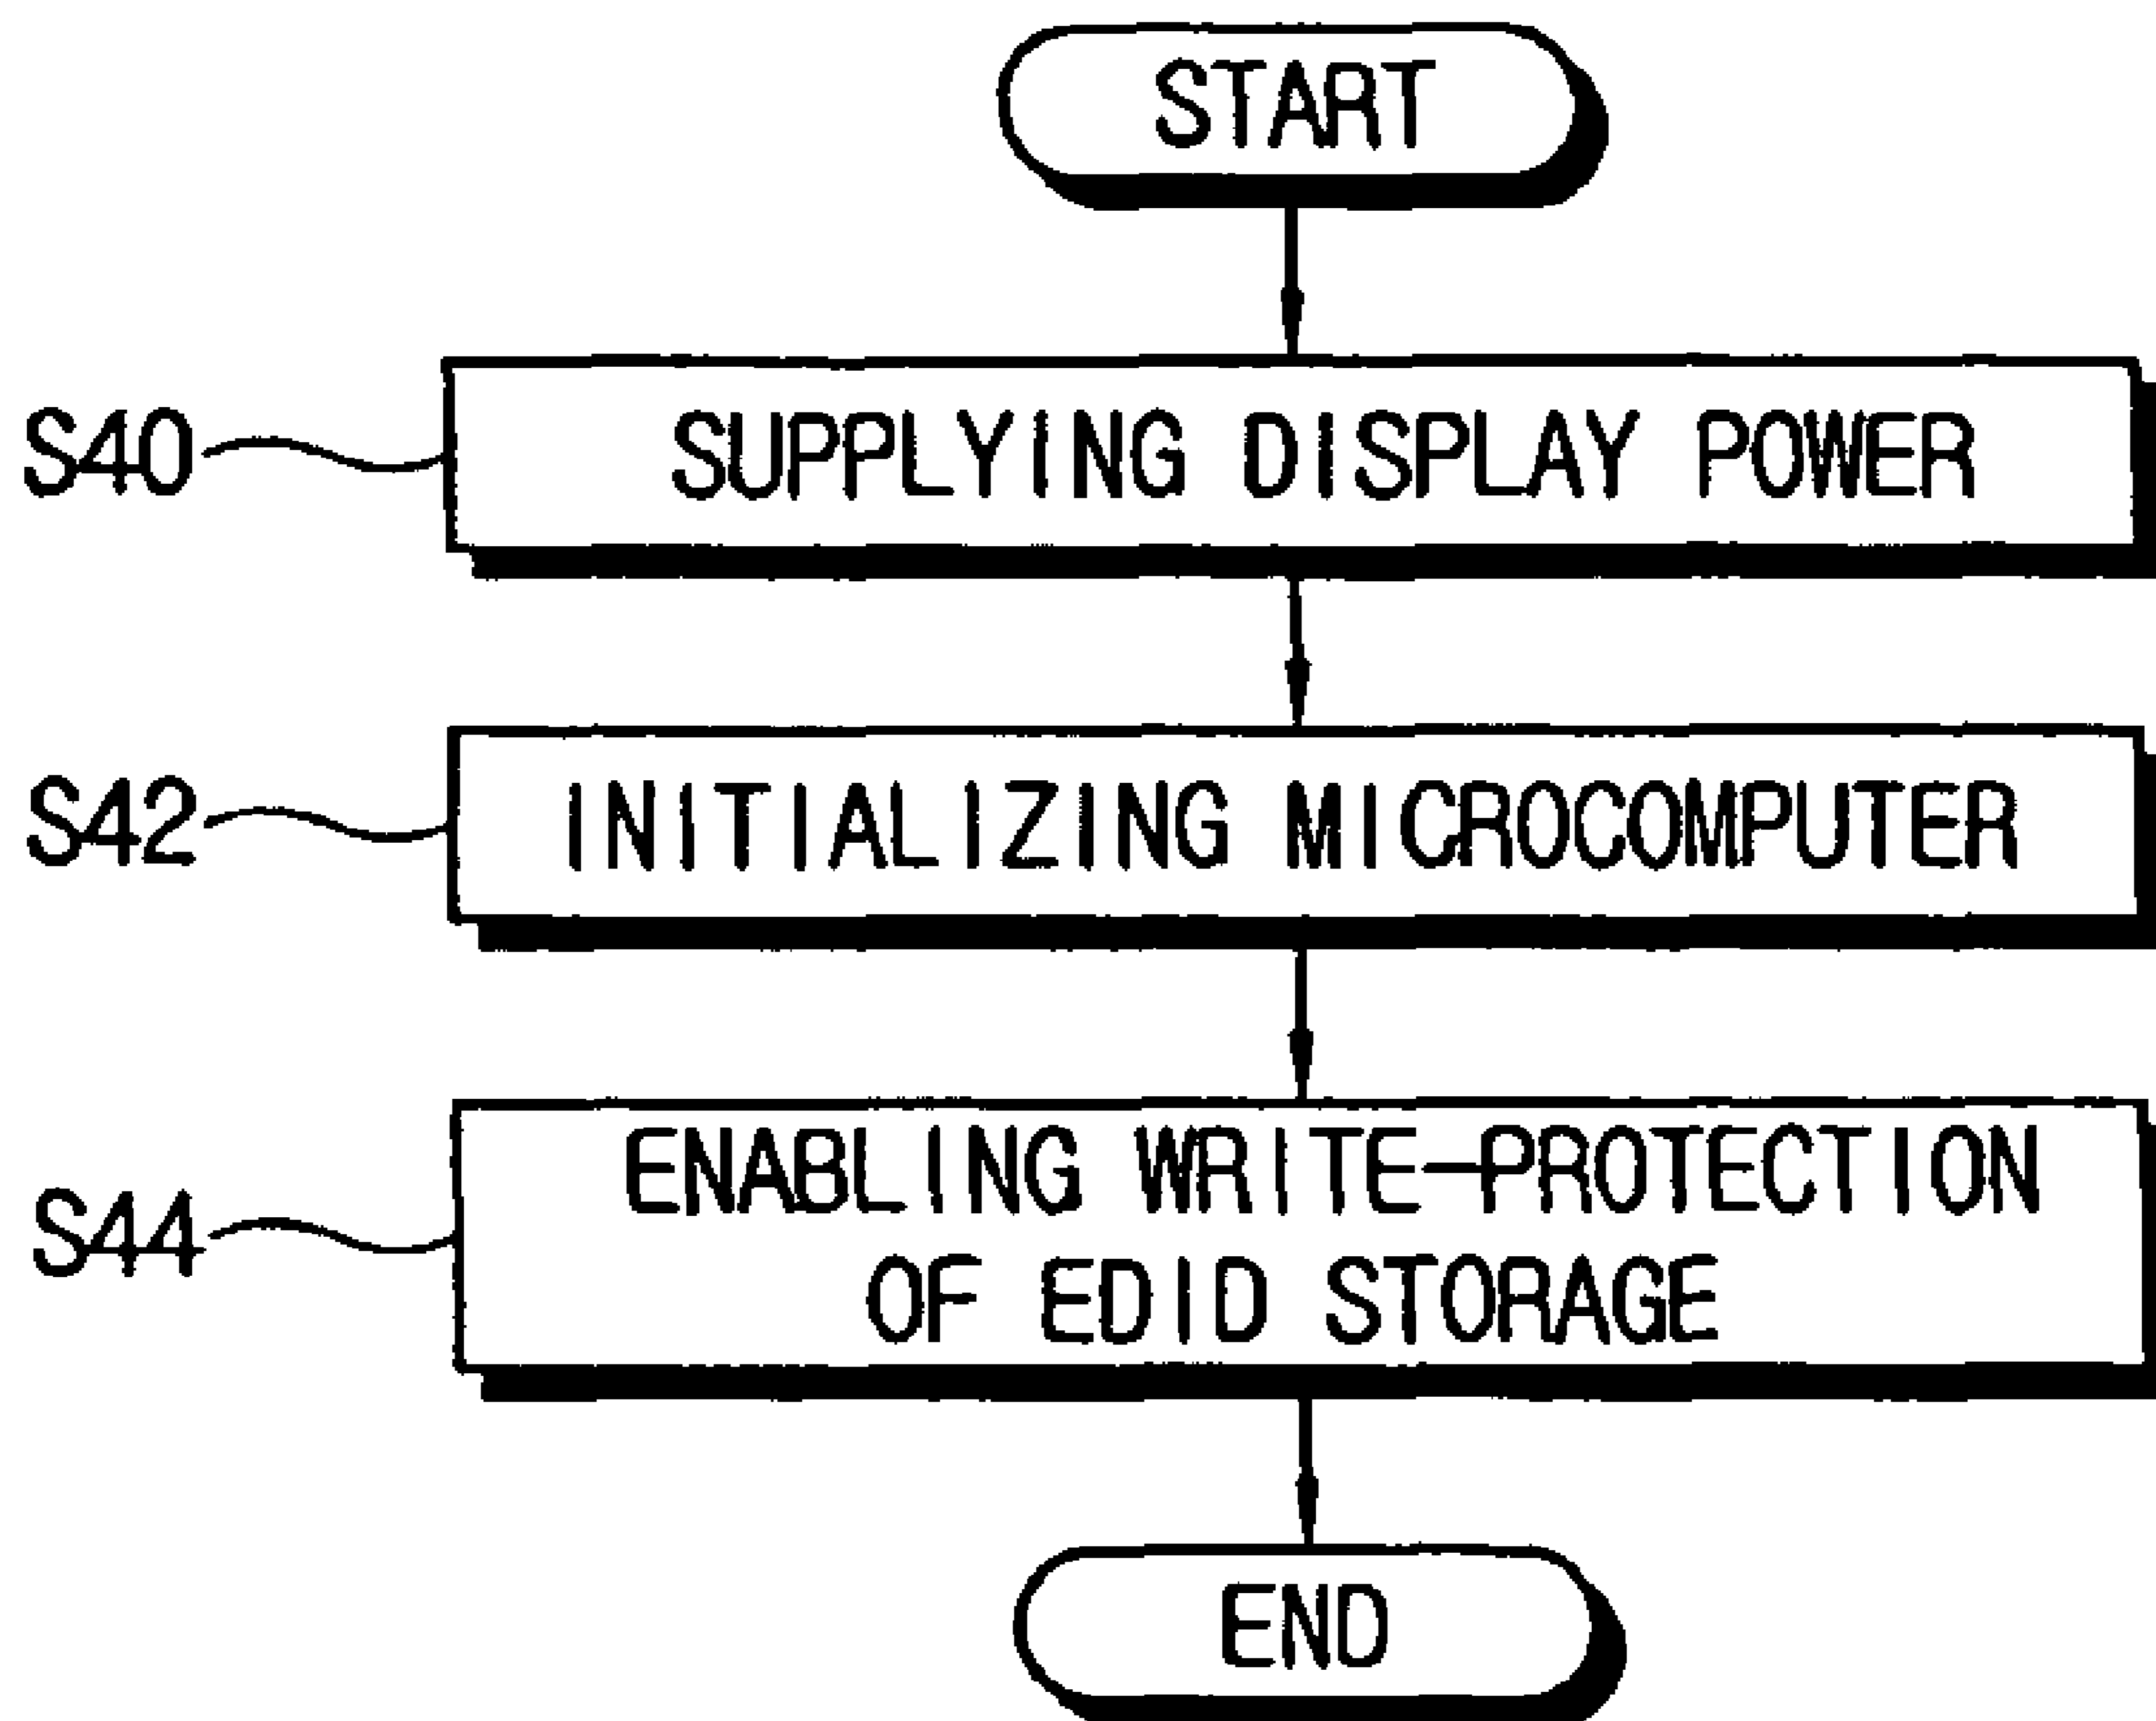 START
S40
SUPPLYING DISPLAY POWER
S42
INITIALIZING MICROCOMPUTER
S44
ENABLING WRITE-PROTECTION
OF EDID STORAGE
END